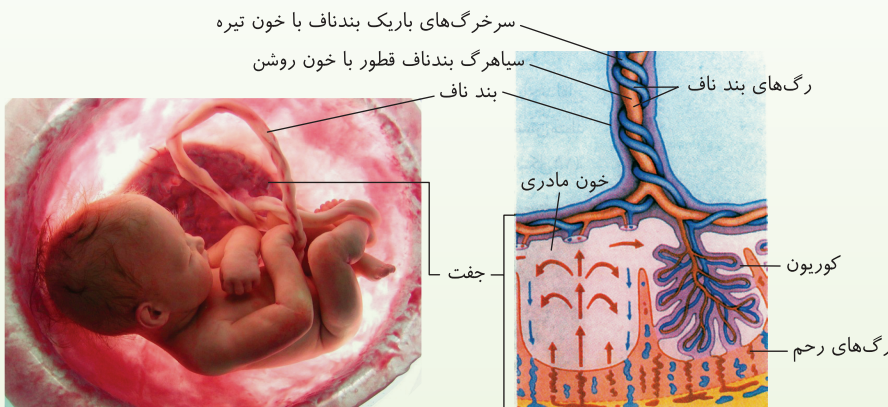 سرخرگ‌های باریک بندناف با خون تیره
سیاهرگ بندناف قطور با خون روشن
رگ‌های بند ناف
بند ناف
خون مادری
کوریون
جفت
رگ‌های رحم